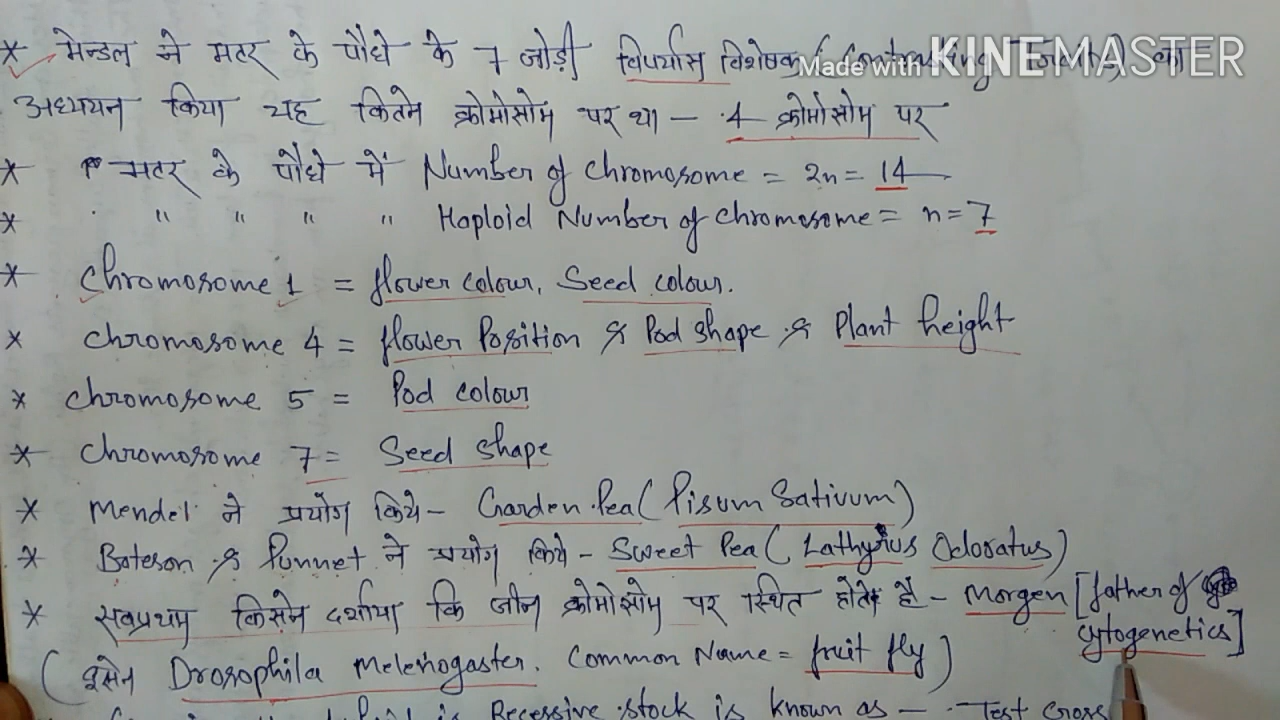 * मेन्डल ने मटर के पौधे के 7 जोड़ी विपर्यास विशेषक
Made with KINEMASTER
अध्ययन किया यह कितने क्रोमोसोम पर था - 4 क्रोमोसोम पर
* मटर के पौधे में Number of Chromosome = 2n = 14
* " " " " Haploid Number of Chromosome = n = 7
* Chromosome 1 = flower colour, Seed colour.
* Chromosome 4 = flower Position & Pod shape & Plant height
* Chromosome 5 = Pod colour
* Chromosome 7 = Seed shape
* Mendel ने प्रयोग किये - Garden Pea (Pisum Sativum)
* Bateson & Punnet ने प्रयोग किये - Sweet Pea (Lathyrus Odoratus)
* सर्वप्रथम किसने दर्शाया कि जीन क्रोमोसोम पर स्थित होते है - Morgen [father of
cytogenetics]
(इसने Drosophila Melenogaster. Common Name = fruit fly)
is Recessive stock is known as - Test Cross